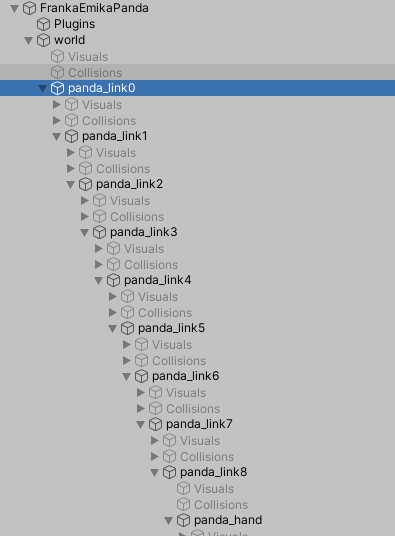 FrankaEmikaPanda
Plugins
world
Visuals
Collisions
panda_link0
Visuals
Collisions
panda_link1
Visuals
Collisions
panda_link2
Visuals
Collisions
panda_link3
Visuals
Collisions
panda_link4
Visuals
Collisions
panda_link5
Visuals
Collisions
panda_link6
Visuals
Collisions
panda_link7
Visuals
Collisions
panda_link8
Visuals
Collisions
panda_hand
Visuals